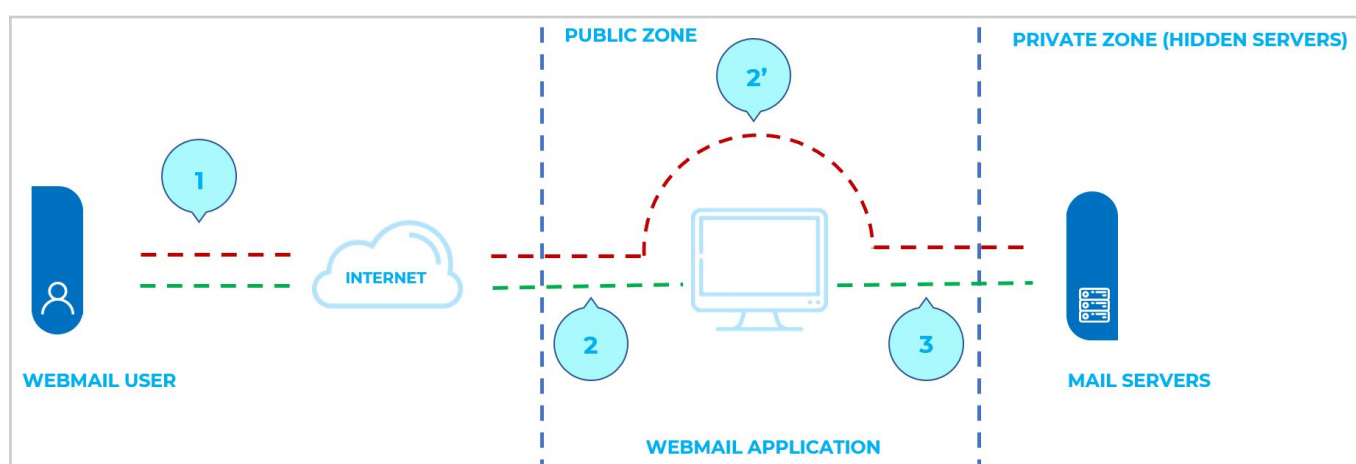 PUBLIC ZONE
PRIVATE ZONE (HIDDEN SERVERS)
2’
1
INTERNET
2
3
WEBMAIL USER
MAIL SERVERS
WEBMAIL APPLICATION